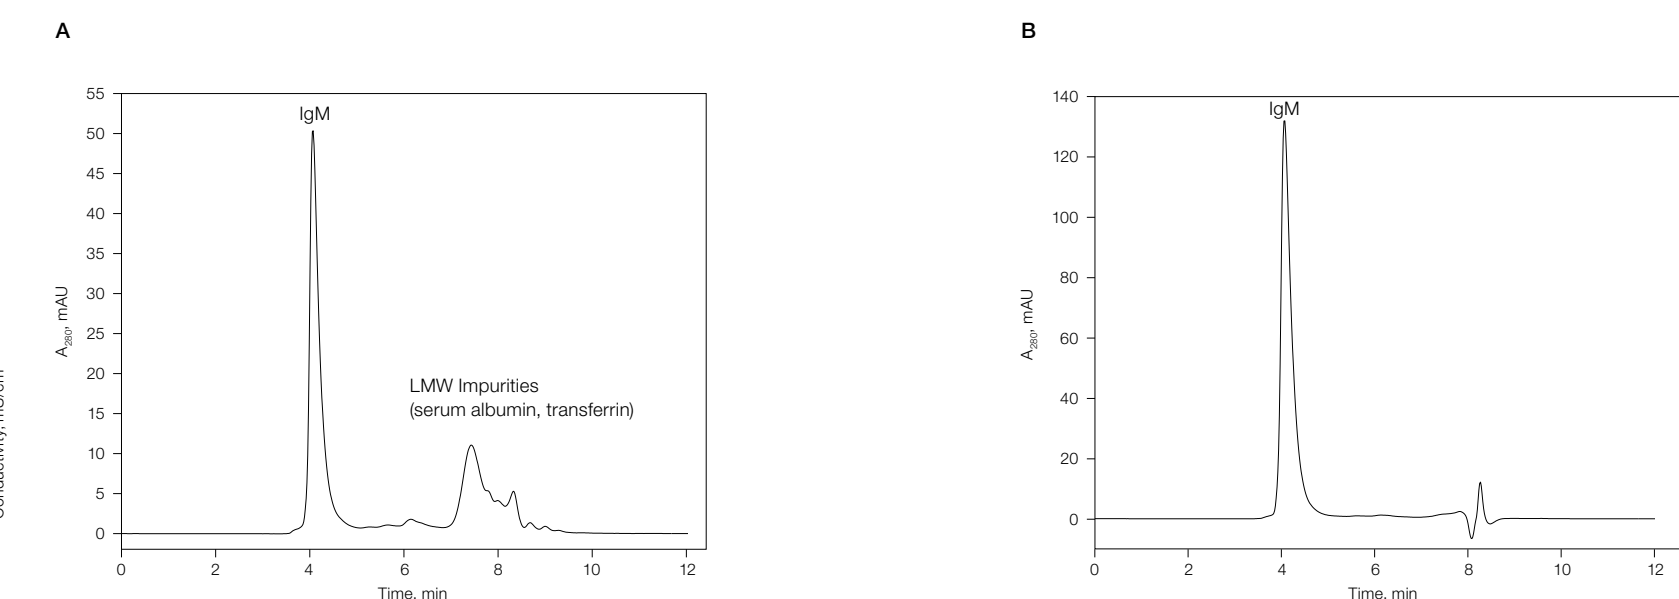 A
IgM
LMW Impurities
(serum albumin, transferrin)
A280, mAU
55
50
45
40
35
30
25
20
15
10
5
0
0 2 4 6 8 10 12
Time, min
B
IgM
A280, mAU
140
120
100
80
60
40
20
0
0 2 4 6 8 10 12
Time, min